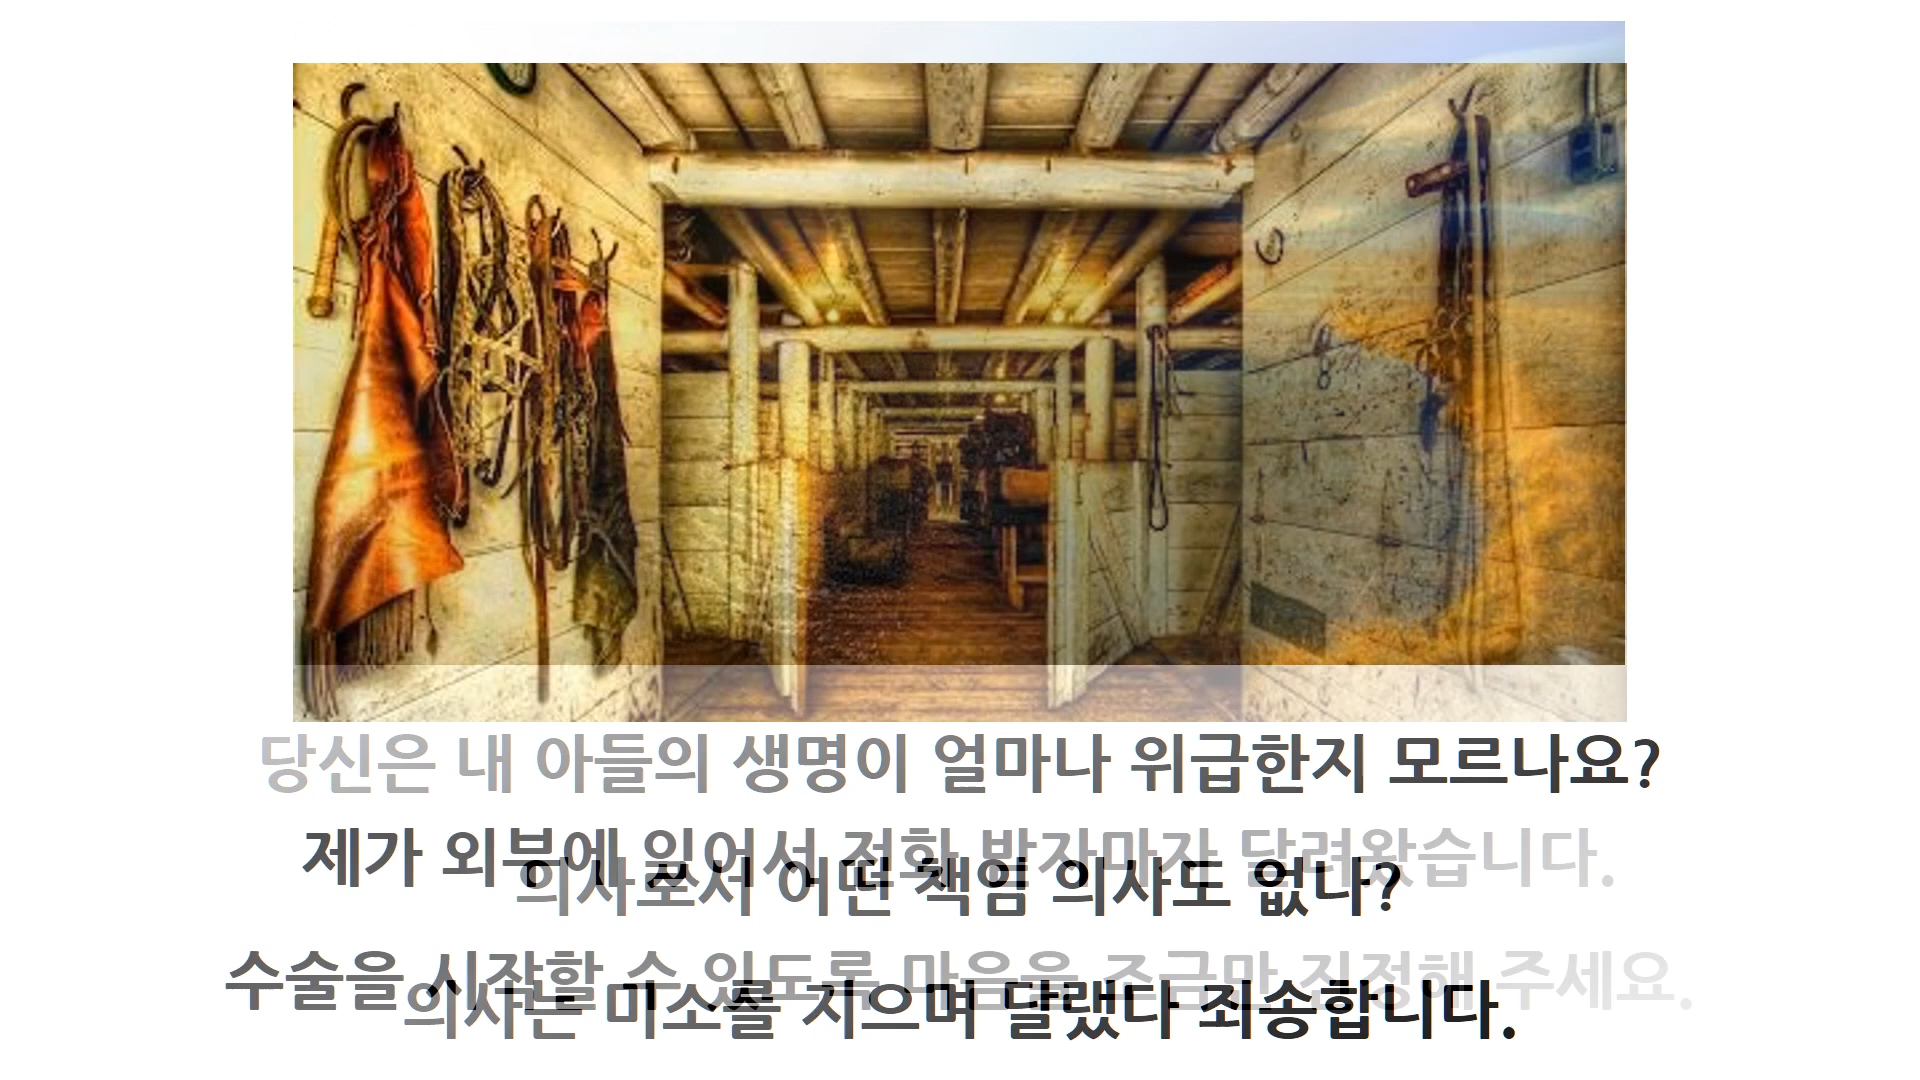 당신은 내 아들의 생명이 얼마나 위급한지 모르나요?
제가 외부에 있어서 전화 받자마자 달려왔습니다.
의사로서 어떤 책임 의사도 없나?
수술을 시작할 수 있도록 마음을 조금만 진정해 주세요.
의사는 미소를 지으며 달랬다 죄송합니다.